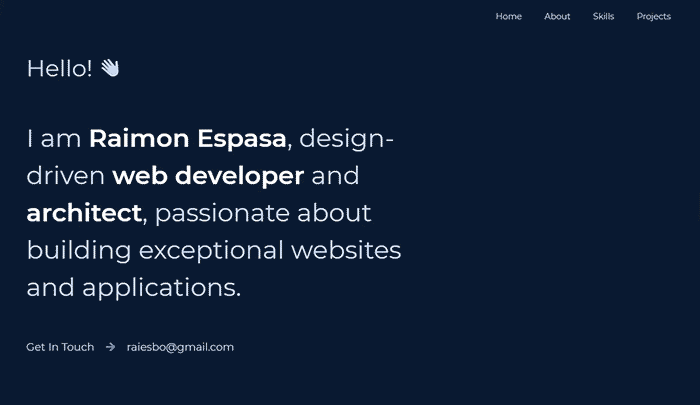 Home About Skills Projects
Hello! 👋
I am Raimon Espasa, design-
driven web developer and
architect, passionate about
building exceptional websites
and applications.
Get In Touch → raiesbo@gmail.com